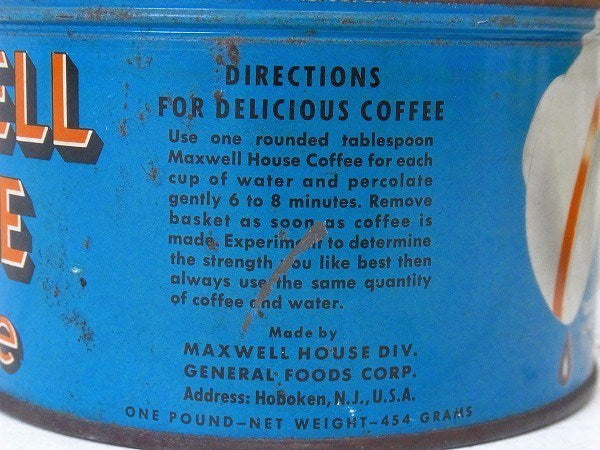 ELL
E
e
DIRECTIONS
FOR DELICIOUS COFFEE
Use one rounded tablespoon
Maxwell House Coffee for each
cup of water and percolate
gently 6 to 8 minutes. Remove
basket as soon as coffee is
made. Experiment to determine
the strength you like best then
always use the same quantity
of coffee and water.
Made by
MAXWELL HOUSE DIV.
GENERAL FOODS CORP.
Address: Hoboken, N.J., U.S.A.
ONE POUND—NET WEIGHT—454 GRAMS